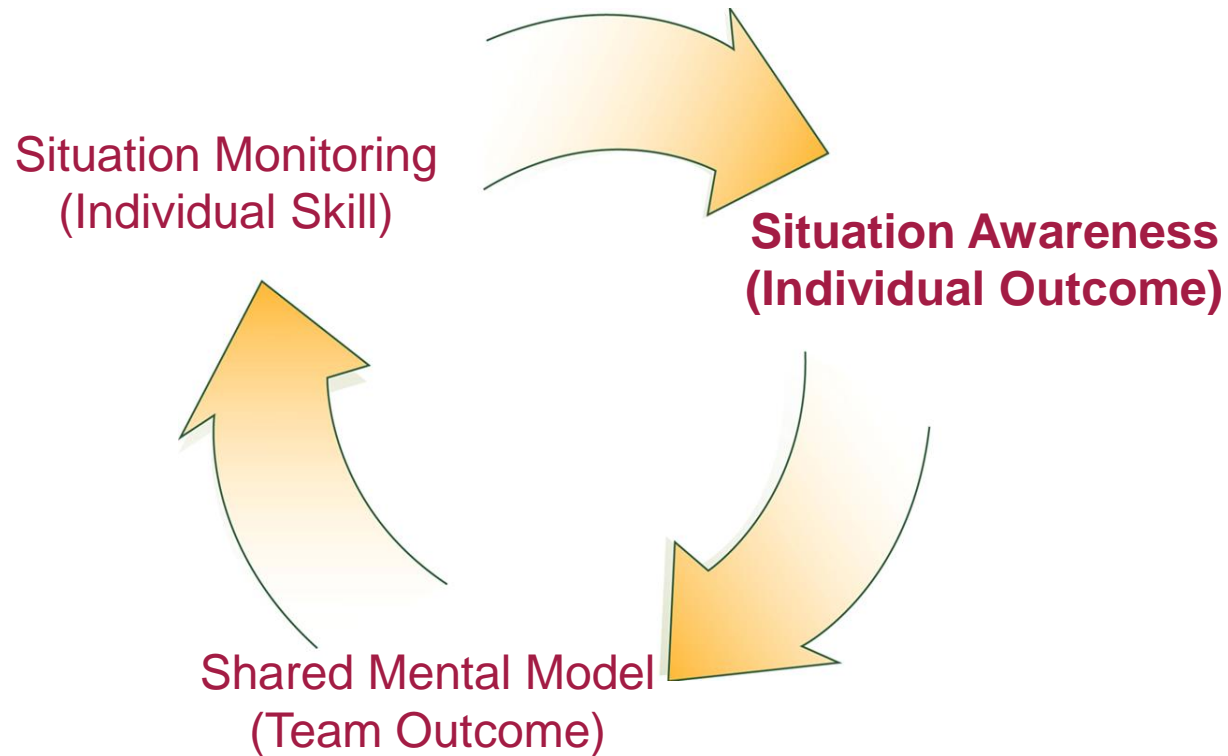 Situation Monitoring
(Individual Skill)
Situation Awareness
(Individual Outcome)
Shared Mental Model
(Team Outcome)